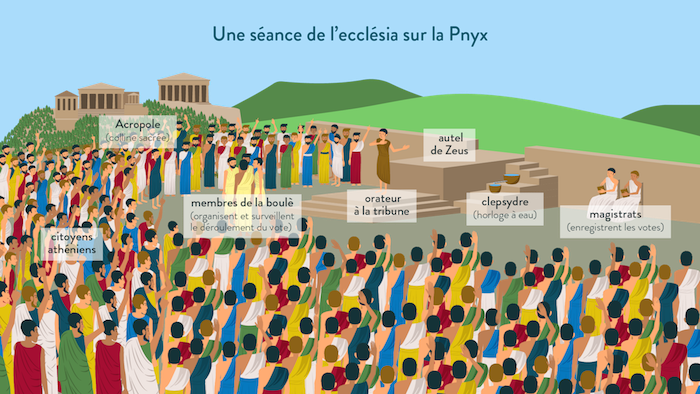 Une séance de l'ecclésia sur la Pnyx
Acropole
(colline sacrée)
autel
de Zeus
membres de la boulè
(organisent et surveillent
le déroulement du vote)
orateur
à la tribune
clepsydre
(horloge à eau)
magistrats
(enregistrent les votes)
citoyens
athéniens